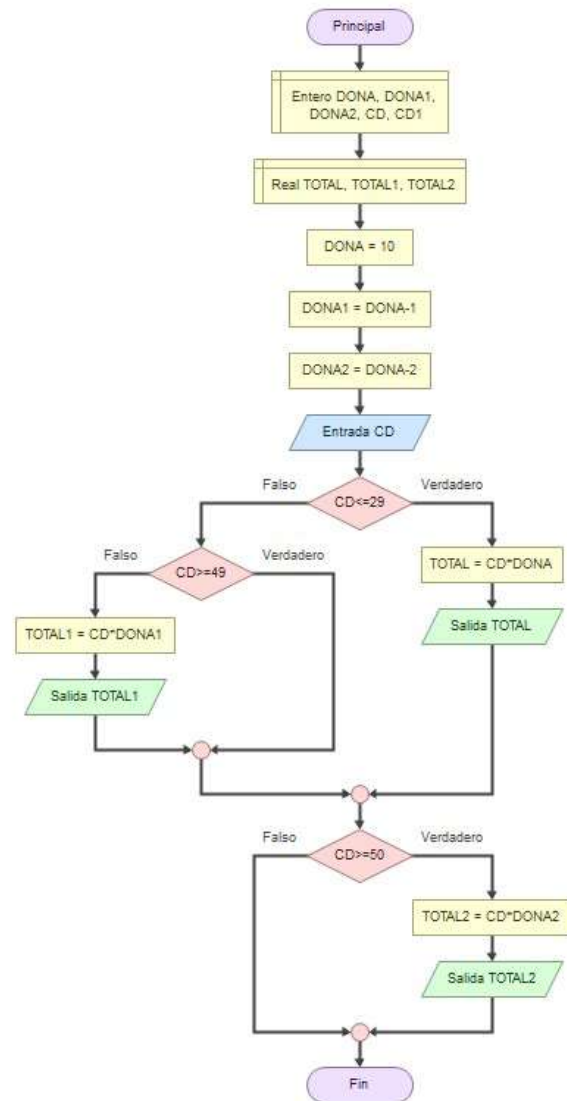 Principal
Entero DONA, DONA1,
DONA2, CD, CD1
Real TOTAL, TOTAL1, TOTAL2
DONA = 10
DONA1 = DONA-1
DONA2 = DONA-2
Entrada CD
Falso
CD<=29
Verdadero
Falso
CD>=49
Verdadero
TOTAL = CD*DONA
TOTAL1 = CD*DONA1
Salida TOTAL
Salida TOTAL1
Falso
CD>=50
Verdadero
TOTAL2 = CD*DONA2
Salida TOTAL2
Fin